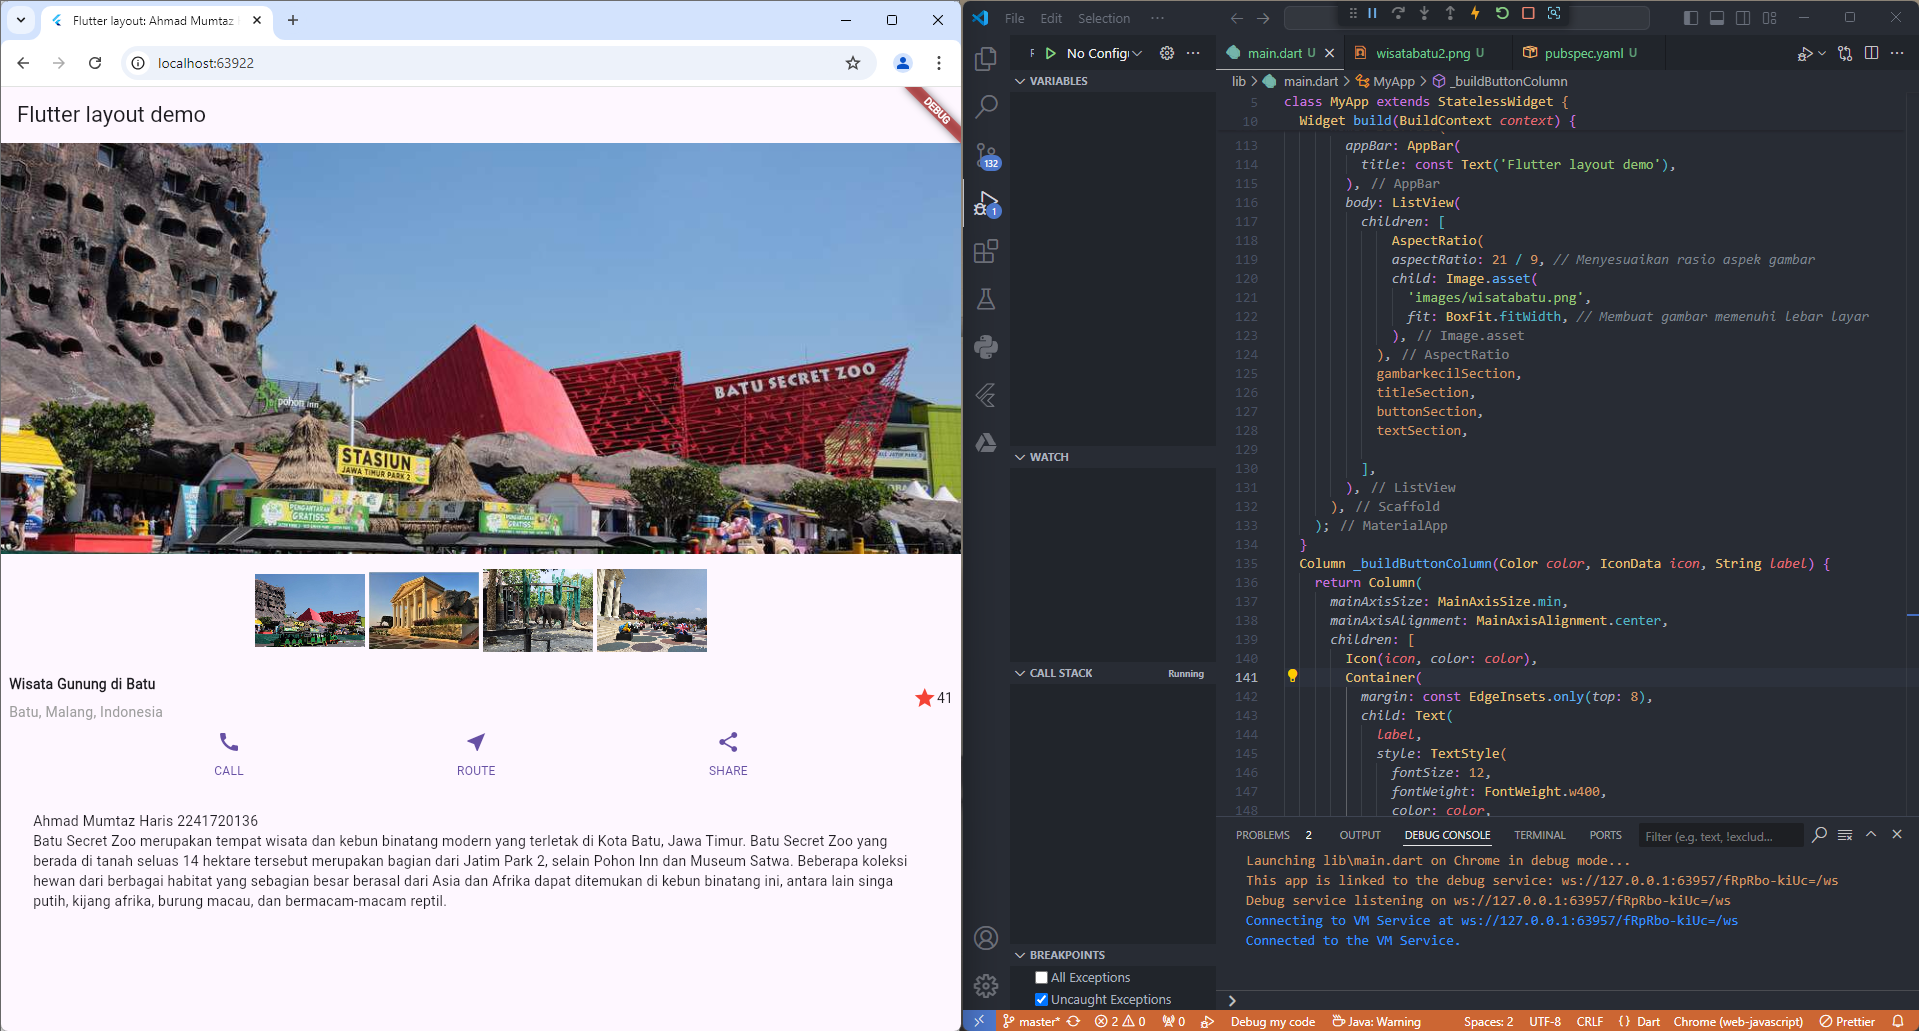 Flutter layout: Ahmad Mumtaz
localhost:63922
Flutter layout demo
DEBUG
pohon inn
BATU SECRET ZOO
STASIUN
JAWA TIMUR PARK 2
PENGANTARAN
GRATISS
GRATISS
Wisata Gunung di Batu
Batu, Malang, Indonesia
41
CALL ROUTE SHARE
Ahmad Mumtaz Haris 2241720136
Batu Secret Zoo merupakan tempat wisata dan kebun binatang modern yang terletak di Kota Batu, Jawa Timur. Batu Secret Zoo yang
berada di tanah seluas 14 hektare tersebut merupakan bagian dari Jatim Park 2, selain Pohon Inn dan Museum Satwa. Beberapa koleksi
hewan dari berbagai habitat yang sebagian besar berasal dari Asia dan Afrika dapat ditemukan di kebun binatang ini, antara lain singa
putih, kijang afrika, burung macau, dan bermacam-macam reptil.
File Edit Selection ···
No Config
VARIABLES
WATCH
CALL STACK Running
BREAKPOINTS
All Exceptions
Uncaught Exceptions
132
1
main.dart U wisatabatu2.png U pubspec.yaml U
lib > main.dart > MyApp > _buildButtonColumn
5 class MyApp extends StatelessWidget {
10 Widget build(BuildContext context) {
113 appBar: AppBar(
114 title: const Text('Flutter layout demo'),
115 ), // AppBar
116 body: ListView(
117 children: [
118 AspectRatio(
119 aspectRatio: 21 / 9, // Menyesuaikan rasio aspek gambar
120 child: Image.asset(
121 'images/wisatabatu.png',
122 fit: BoxFit.fitWidth, // Membuat gambar memenuhi lebar layar
123 ), // Image.asset
124 ), // AspectRatio
125 gambarkecilSection,
126 titleSection,
127 buttonSection,
128 textSection,
129
130 ],
131 ), // ListView
132 ), // Scaffold
133 ); // MaterialApp
134 }
135 Column _buildButtonColumn(Color color, IconData icon, String label) {
136 return Column(
137 mainAxisSize: MainAxisSize.min,
138 mainAxisAlignment: MainAxisAlignment.center,
139 children: [
140 Icon(icon, color: color),
141 Container(
142 margin: const EdgeInsets.only(top: 8),
143 child: Text(
144 label,
145 style: TextStyle(
146 fontSize: 12,
147 fontWeight: FontWeight.w400,
148 color: color,
PROBLEMS 2 OUTPUT DEBUG CONSOLE TERMINAL PORTS Filter (e.g. text, !exclud...
Launching lib\main.dart on Chrome in debug mode...
This app is linked to the debug service: ws://127.0.0.1:63957/fRpRbo-kiUc=/ws
Debug service listening on ws://127.0.0.1:63957/fRpRbo-kiUc=/ws
Connecting to VM Service at ws://127.0.0.1:63957/fRpRbo-kiUc=/ws
Connected to the VM Service.
master* 2 0 0 Debug my code Java: Warning Spaces: 2 UTF-8 CRLF {} Dart Chrome (web-javascript) Prettier